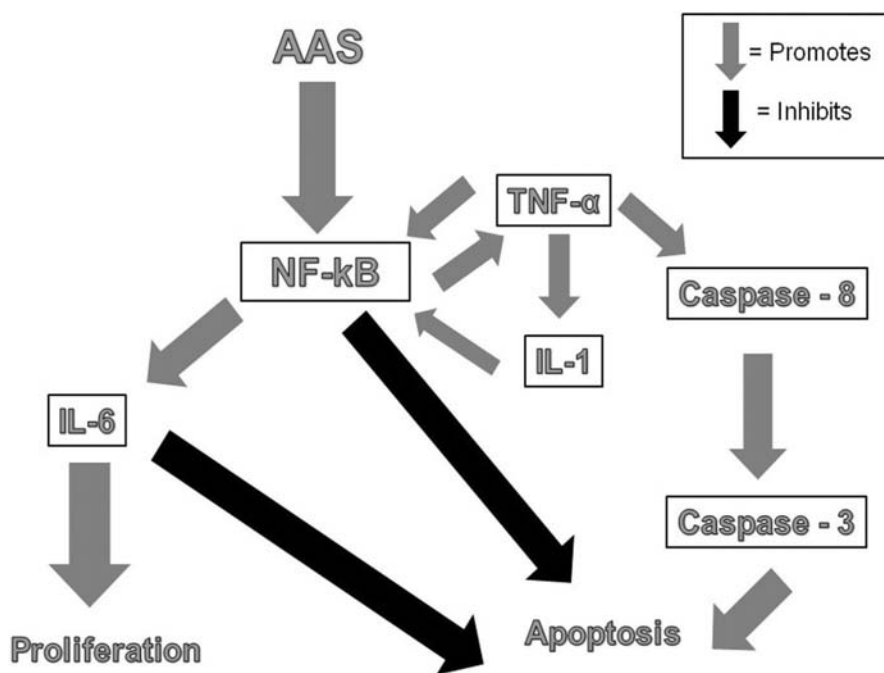 AAS
= Promotes
= Inhibits
TNF-α
NF-kB
Caspase - 8
IL-1
IL-6
Caspase - 3
Apoptosis
Proliferation